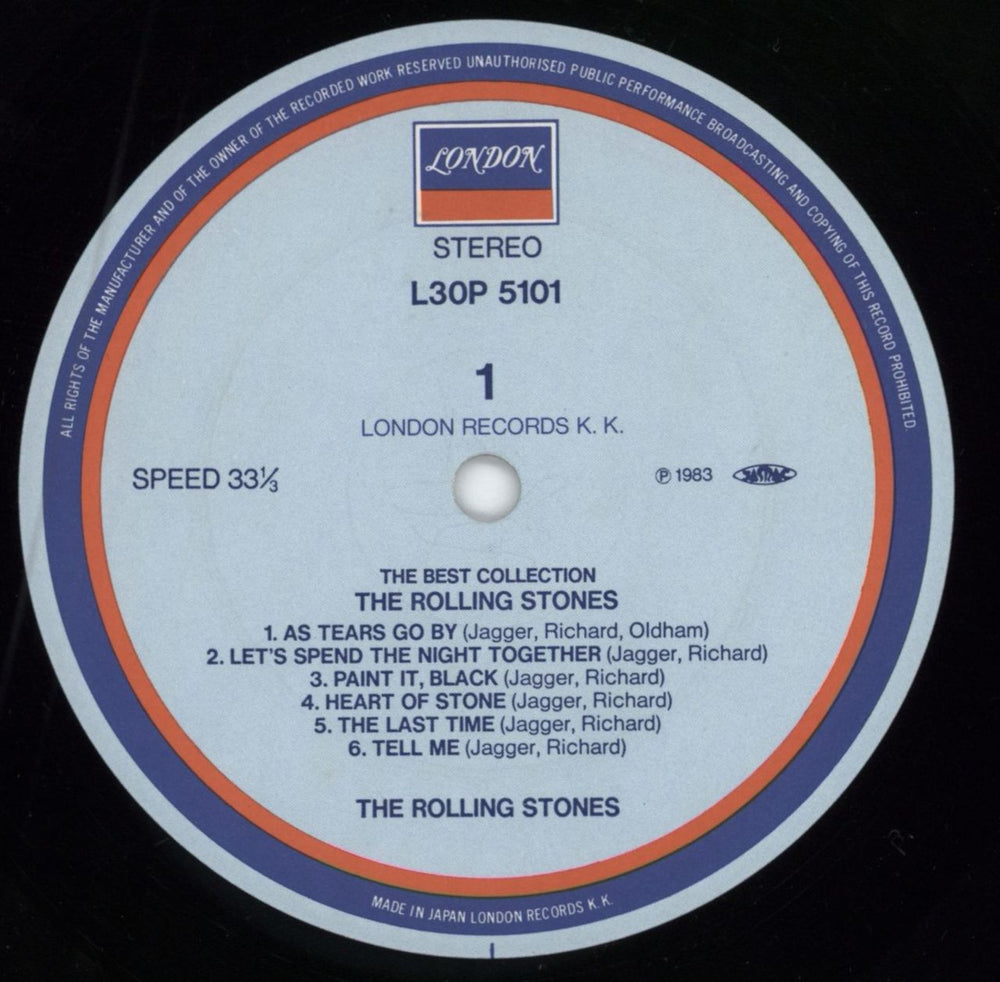 ALL RIGHTS OF THE MANUFACTURER AND OF THE OWNER OF THE RECORDED WORK RESERVED UNAUTHORISED PUBLIC PERFORMANCE BROADCASTING AND COPYING OF THIS RECORD PROHIBITED.
LONDON
STEREO
L30P 5101
1
LONDON RECORDS K. K.
SPEED 33⅓
℗ 1983 JASRAC
THE BEST COLLECTION
THE ROLLING STONES
1. AS TEARS GO BY (Jagger, Richard, Oldham)
2. LET'S SPEND THE NIGHT TOGETHER (Jagger, Richard)
3. PAINT IT, BLACK (Jagger, Richard)
4. HEART OF STONE (Jagger, Richard)
5. THE LAST TIME (Jagger, Richard)
6. TELL ME (Jagger, Richard)
THE ROLLING STONES
MADE IN JAPAN LONDON RECORDS K.K.